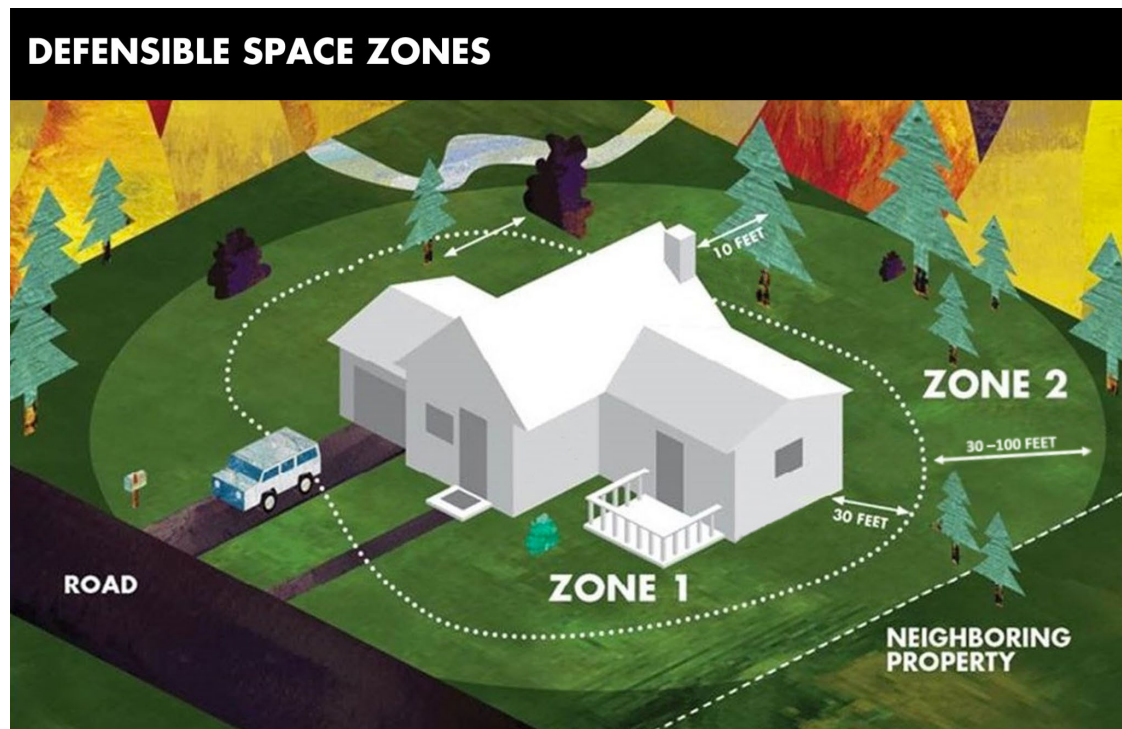 DEFENSIBLE SPACE ZONES
10 FEET
ZONE 2
30 –100 FEET
30 FEET
ZONE 1
ROAD
NEIGHBORING
PROPERTY